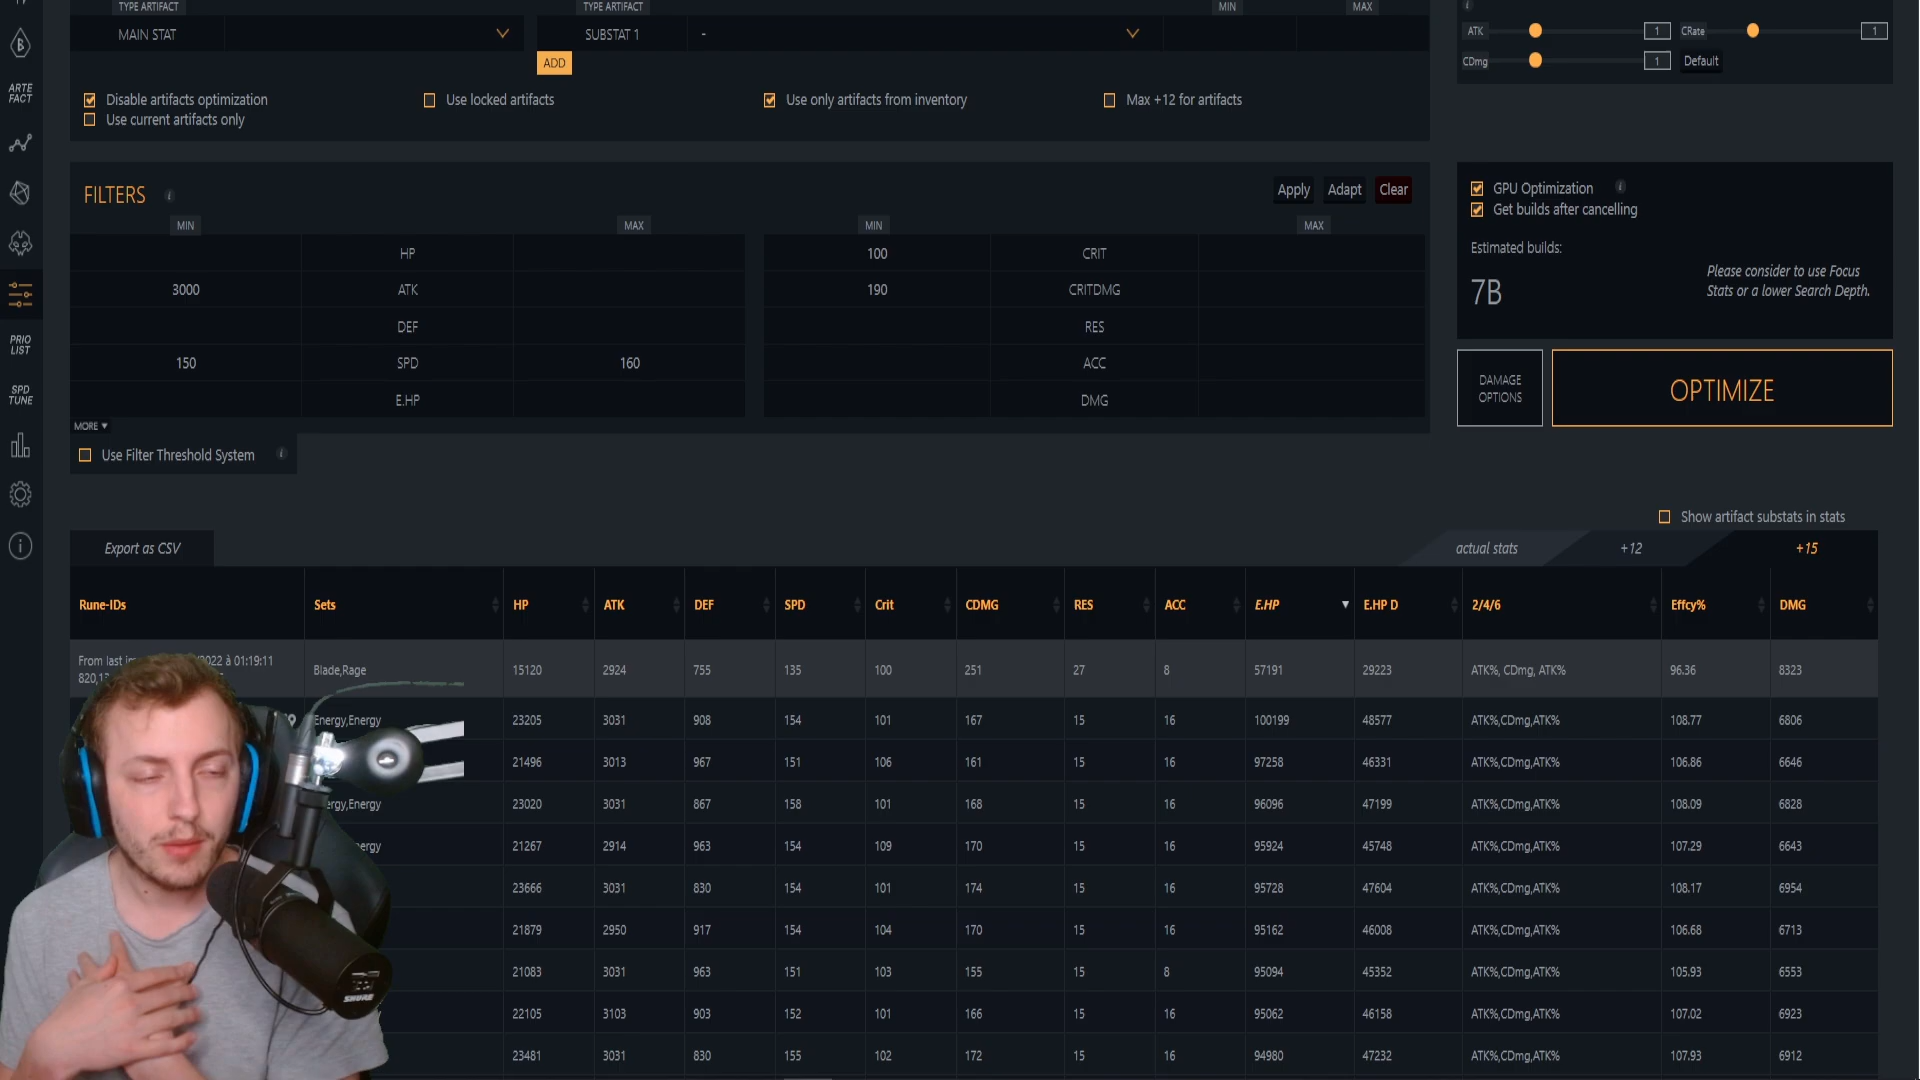 TYPE ARTIFACT
TYPE ARTIFACT MIN MAX
MAIN STAT
SUBSTAT 1 -
ADD
Disable artifacts optimization
Use locked artifacts
Use only artifacts from inventory
Max +12 for artifacts
Use current artifacts only
ATK 1 CRate 1
CDmg 1 Default
ARTE
FACT
PRIO
LIST
SPD
TUNE
FILTERS
Apply Adapt Clear
MIN MAX MIN MAX
HP 100 CRIT
3000 ATK 190 CRITDMG
DEF RES
150 SPD 160 ACC
E.HP DMG
MORE
Use Filter Threshold System
GPU Optimization
Get builds after cancelling
Estimated builds:
7B
Please consider to use Focus
Stats or a lower Search Depth.
DAMAGE
OPTIONS
OPTIMIZE
Show artifact substats in stats
Export as CSV
actual stats +12 +15
Rune-IDs Sets HP ATK DEF SPD Crit CDMG RES ACC E.HP E.HP D 2/4/6 Effcy% DMG
From last 2022 à 01:19:11
Blade,Rage 15120 2924 755 135 100 251 27 8 57191 29223 ATK%, CDmg, ATK% 96.36 8323
Energy,Energy 23205 3031 908 154 101 167 15 16 100199 48577 ATK%,CDmg,ATK% 108.77 6806
21496 3013 967 151 106 161 15 16 97258 46331 ATK%,CDmg,ATK% 106.86 6646
Energy 23020 3031 867 158 101 168 15 16 96096 47199 ATK%,CDmg,ATK% 108.09 6828
21267 2914 963 154 109 170 15 16 95924 45748 ATK%,CDmg,ATK% 107.29 6643
23666 3031 830 154 101 174 15 16 95728 47604 ATK%,CDmg,ATK% 108.17 6954
21879 2950 917 154 104 170 15 16 95162 46008 ATK%,CDmg,ATK% 106.68 6713
21083 3031 963 151 103 155 15 8 95094 45352 ATK%,CDmg,ATK% 105.93 6553
22105 3103 903 152 101 166 15 16 95062 46158 ATK%,CDmg,ATK% 107.02 6923
23481 3031 830 155 102 172 15 16 94980 47232 ATK%,CDmg,ATK% 107.93 6912
SHURE